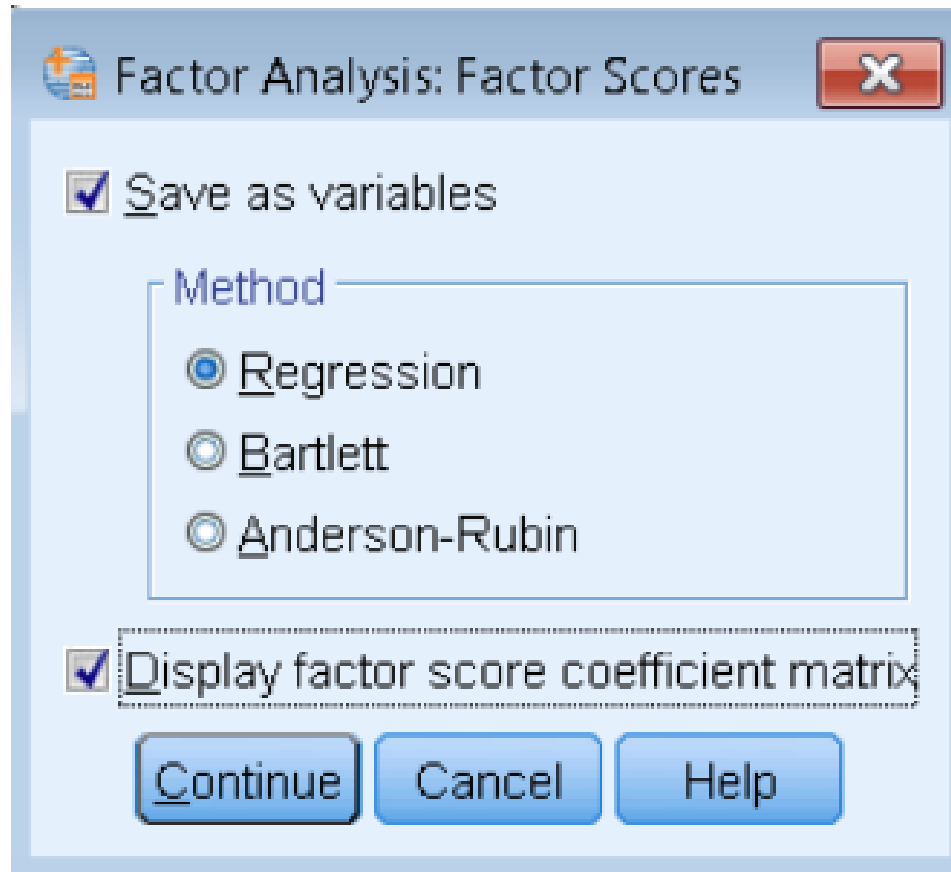 Factor Analysis: Factor Scores
Save as variables
Method
Regression
Bartlett
Anderson-Rubin
Display factor score coefficient matrix
Continue Cancel Help